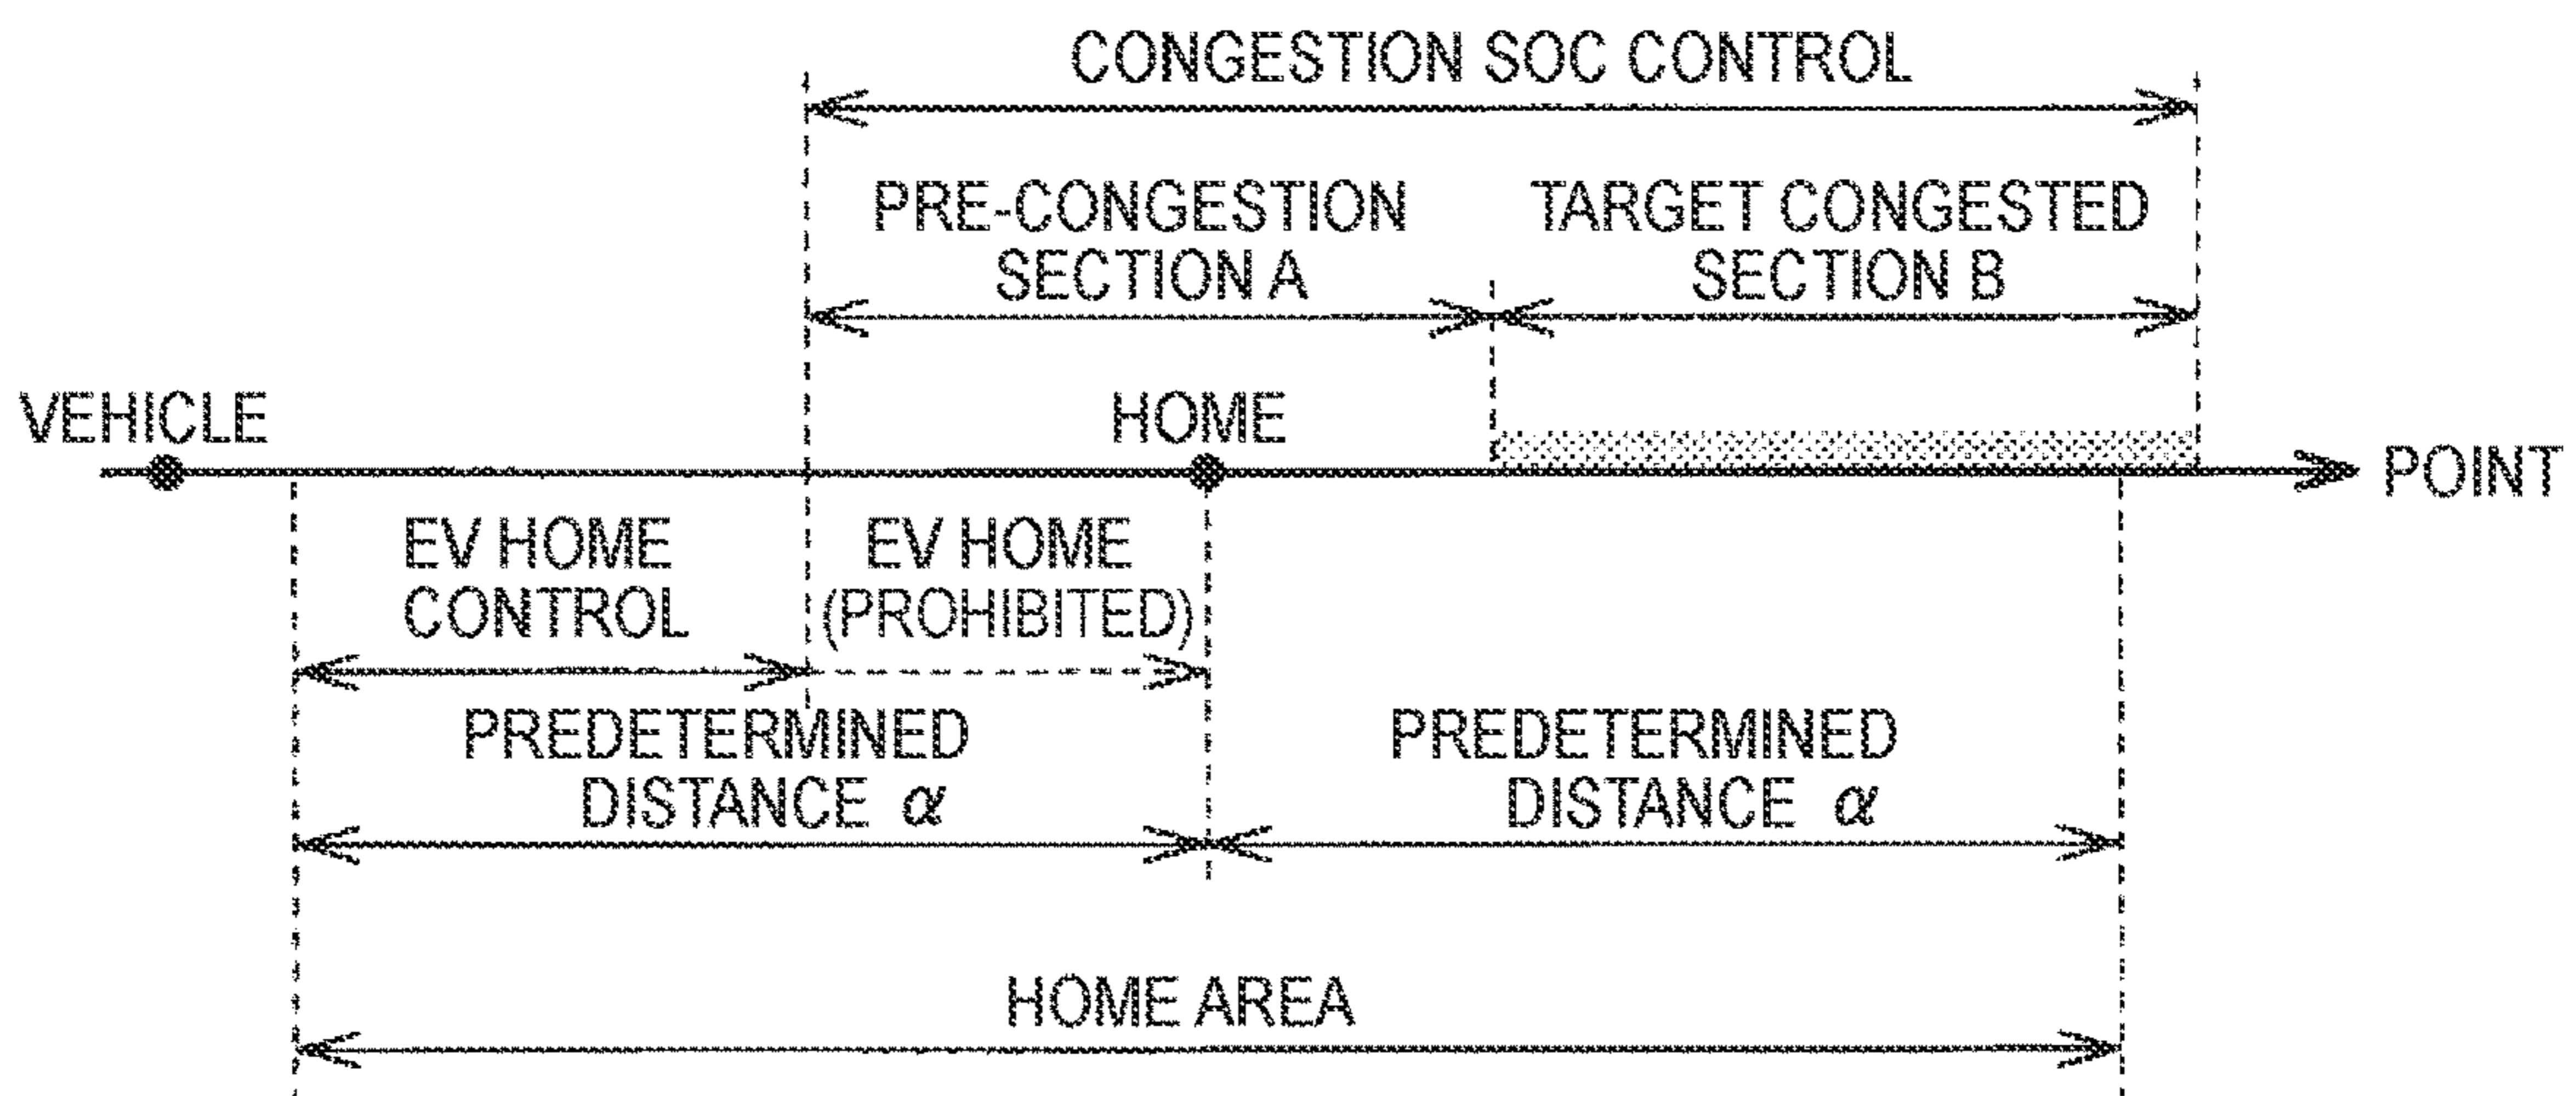 CONGESTION SOC CONTROL
PRE-CONGESTION
SECTION A
TARGET CONGESTED
SECTION B
VEHICLE
HOME
POINT
EV HOME
CONTROL
EV HOME
(PROHIBITED)
PREDETERMINED
DISTANCE α
PREDETERMINED
DISTANCE α
HOME AREA